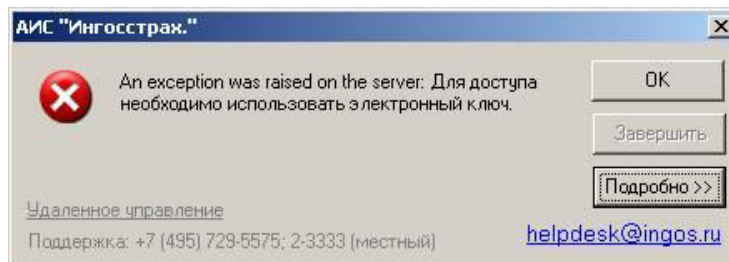 АИС "Ингосстрах."
An exception was raised on the server: Для доступа
необходимо использовать электронный ключ.
OK
Завершить
Подробно >>
Удаленное управление
Поддержка: +7 (495) 729-5575; 2-3333 (местный)
helpdesk@ingos.ru